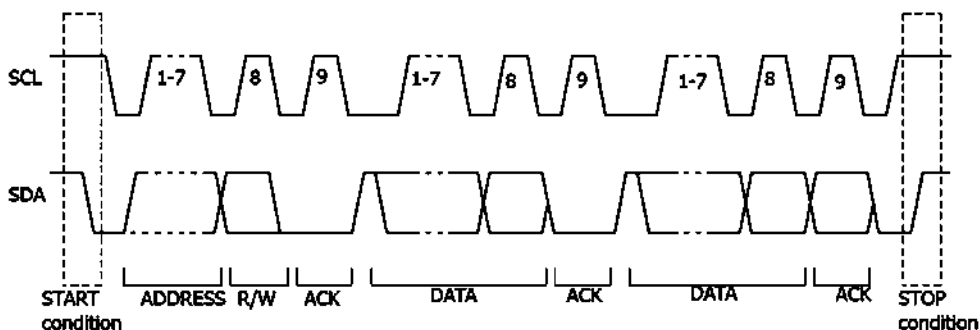 SCL
1-7 8 9 1-7 8 9 1-7 8 9
SDA
START condition
ADDRESS R/W ACK DATA ACK DATA ACK
STOP condition